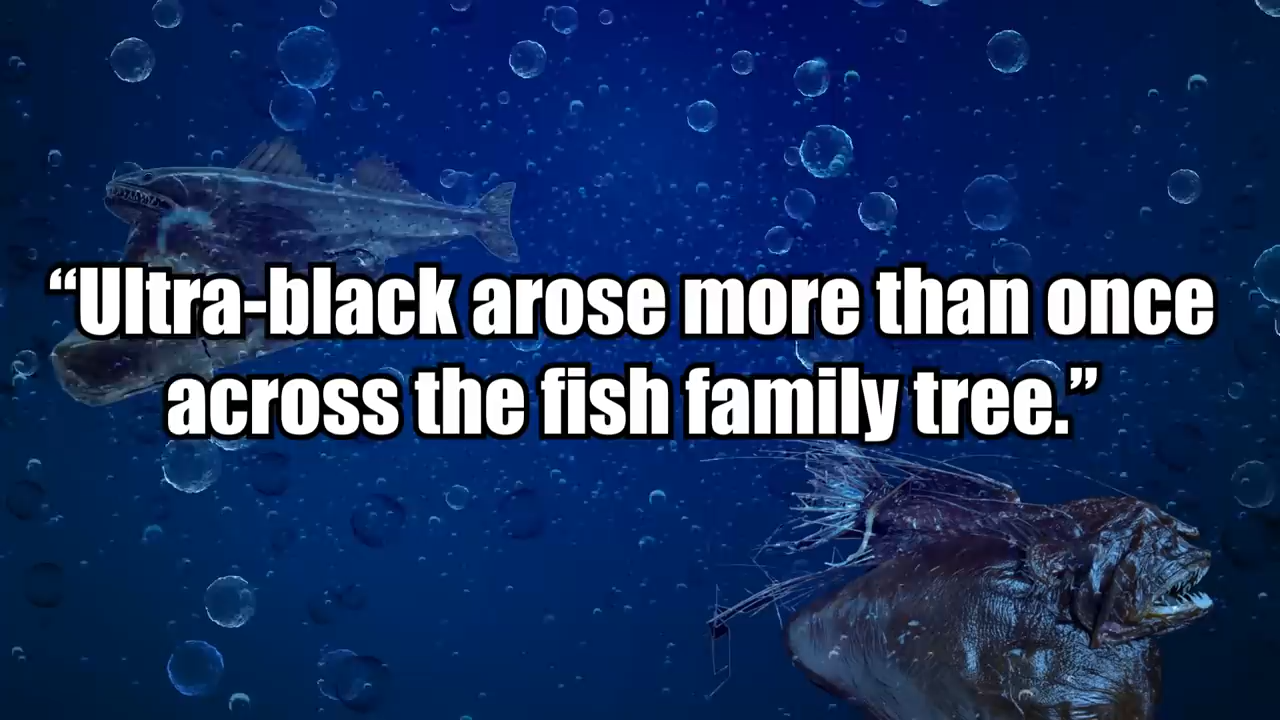 “Ultra-black arose more than once
across the fish family tree.”